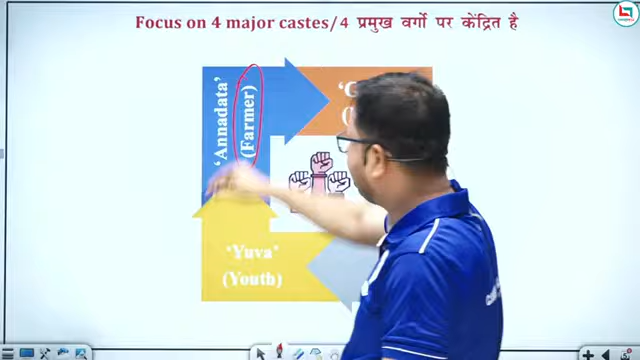 Focus on 4 major castes/4 प्रमुख वर्गो पर केंद्रित है
'Annadata'
(Farmer)
'Yuva'
(Youth)